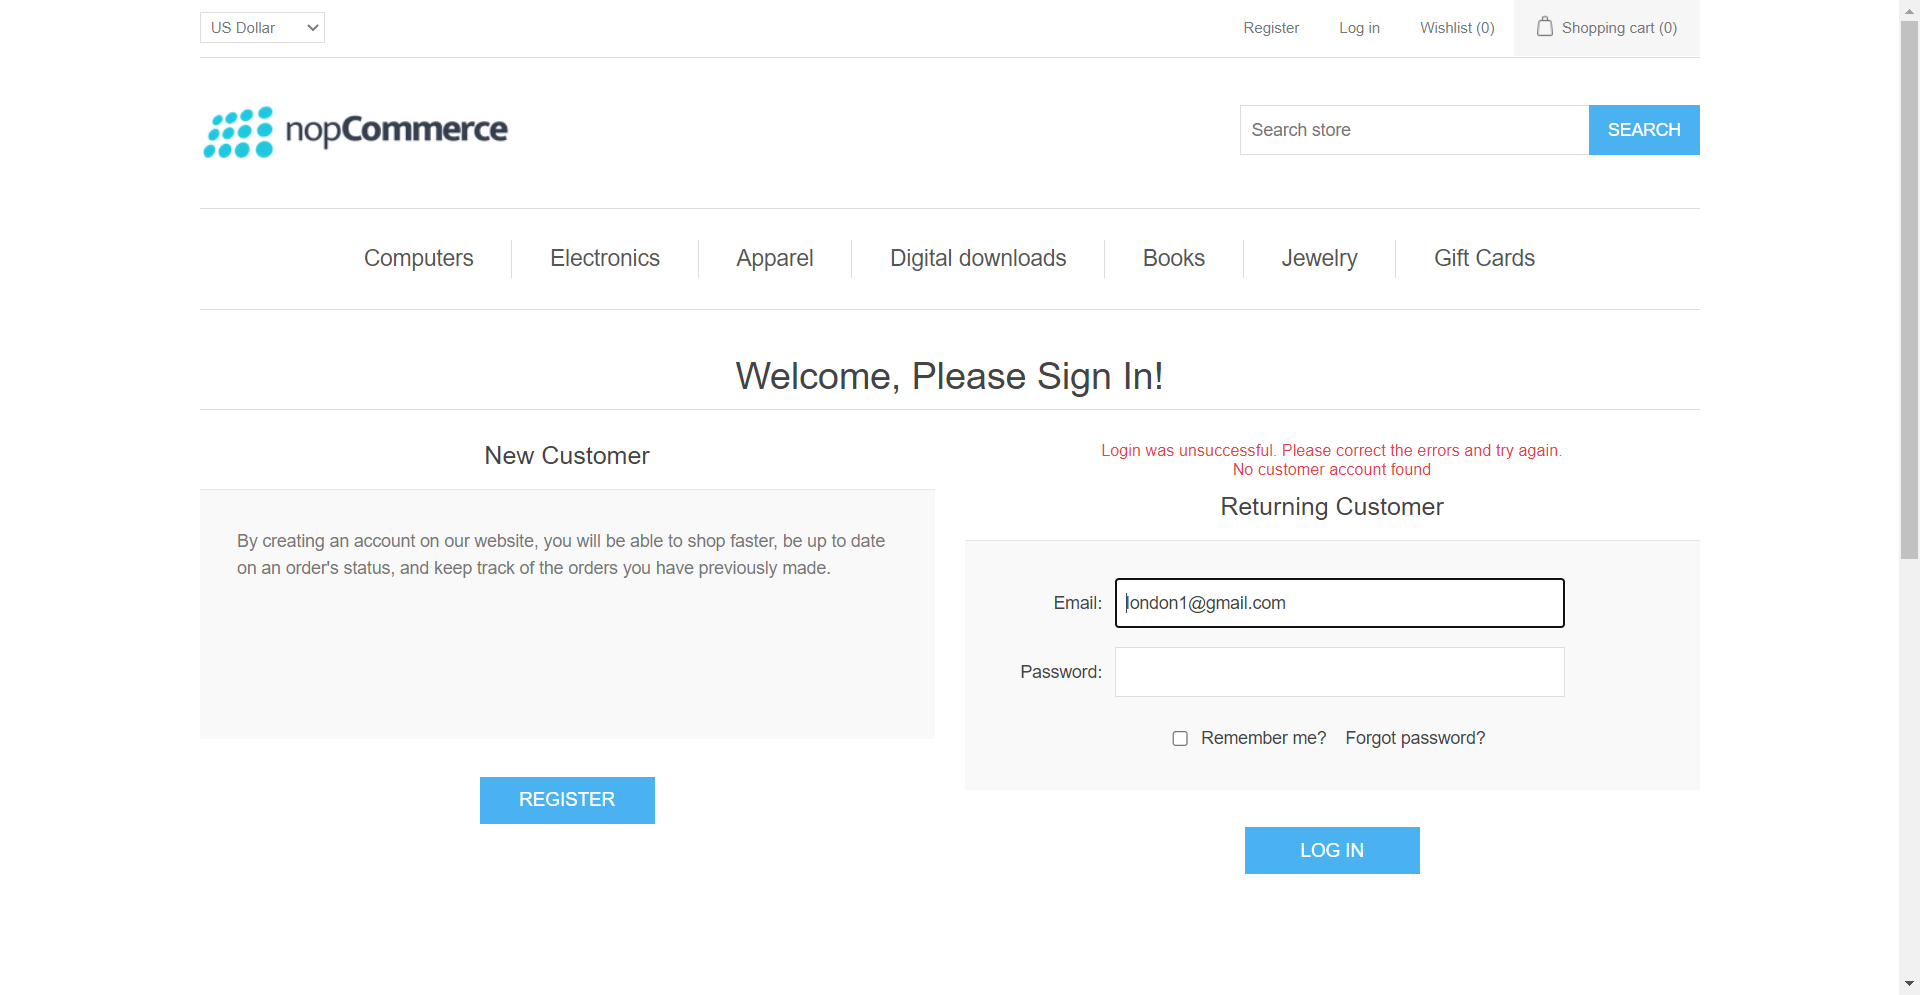 US Dollar
Register
Log in
Wishlist (0)
Shopping cart (0)
nopCommerce
Search store
SEARCH
Computers
Electronics
Apparel
Digital downloads
Books
Jewelry
Gift Cards
Welcome, Please Sign In!
New Customer
By creating an account on our website, you will be able to shop faster, be up to date
on an order's status, and keep track of the orders you have previously made.
REGISTER
Login was unsuccessful. Please correct the errors and try again.
No customer account found
Returning Customer
Email: london1@gmail.com
Password:
Remember me? Forgot password?
LOG IN